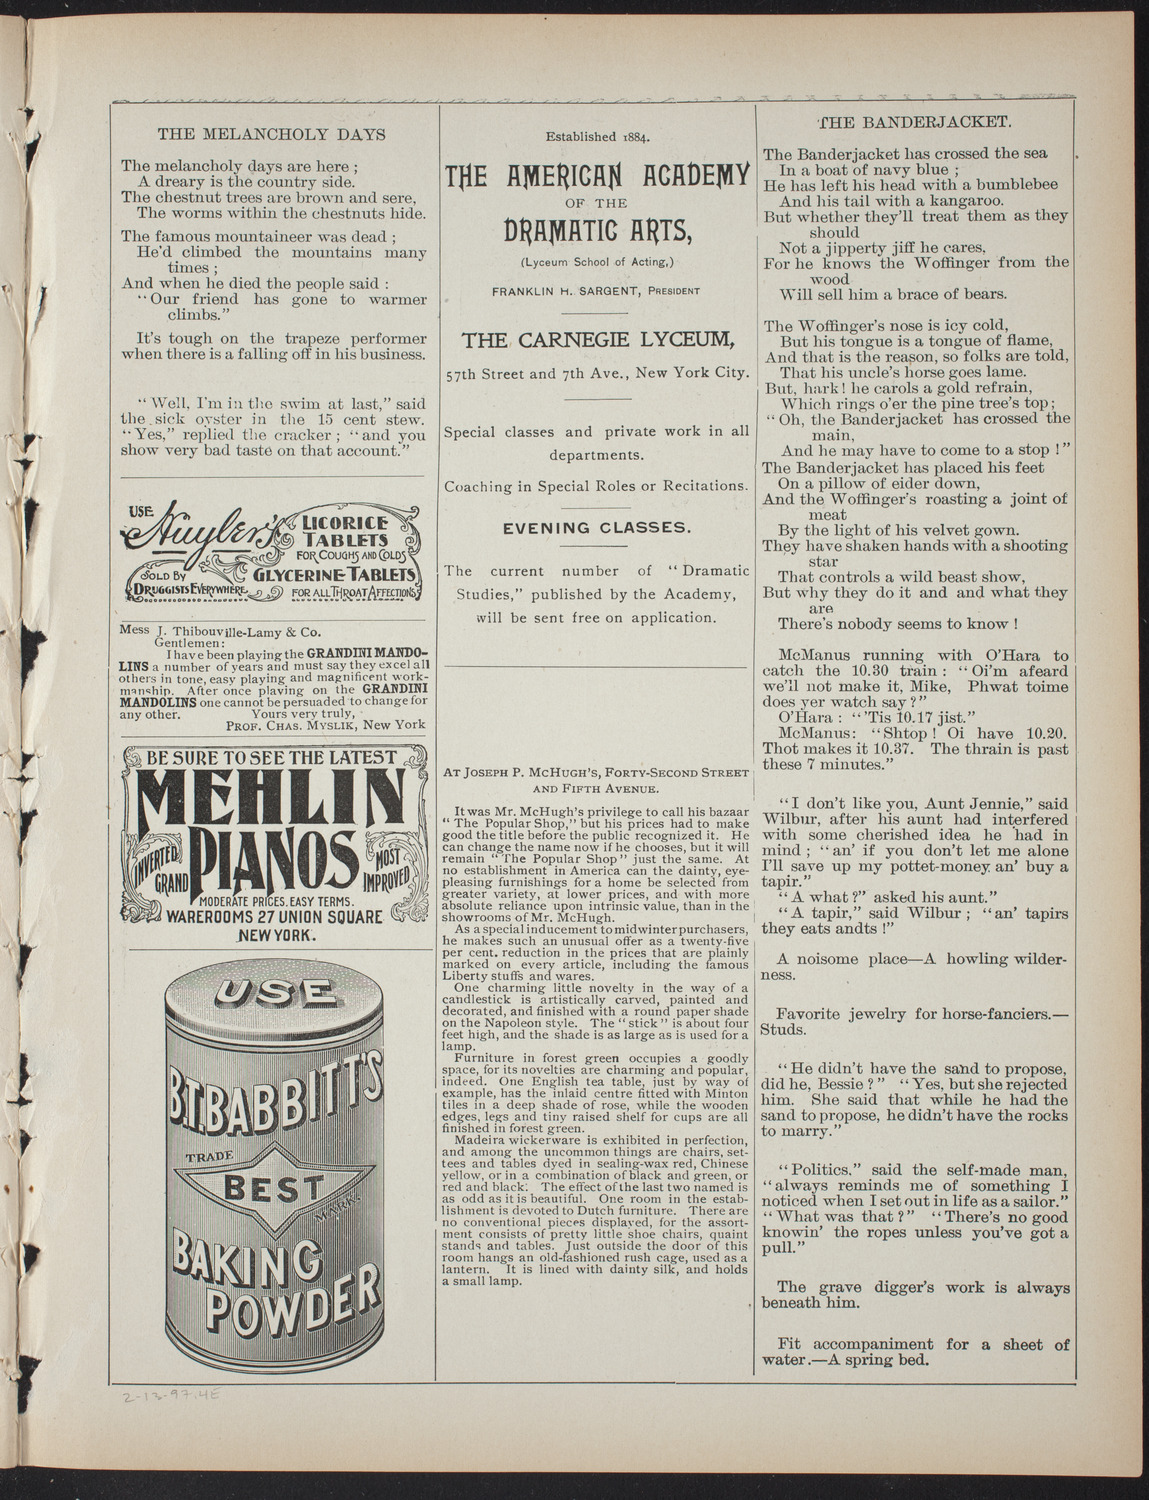 THE MELANCHOLY DAYS
The melancholy days are here ;
A dreary is the country side.
The chestnut trees are brown and sere,
The worms within the chestnuts hide.
The famous mountaineer was dead ;
He'd climbed the mountains many
times ;
And when he died the people said :
“Our friend has gone to warmer
climbs.”
It's tough on the trapeze performer
when there is a falling off in his business.
“Well, I'm in the swim at last,” said
the sick oyster in the 15 cent stew.
“Yes,” replied the cracker ; “and you
show very bad taste on that account.”
USE
Huyler's
LICORICE
TABLETS
FOR COUGHS AND COLDS
GLYCERINE TABLETS
FOR ALL THROAT AFFECTIONS
SOLD BY
DRUGGISTS EVERYWHERE
Mess J. Thibouville-Lamy & Co.
Gentlemen:
I have been playing the GRANDINI MANDO-
LINS a number of years and must say they excel all
others in tone, easy playing and magnificent work-
manship. After once playing on the GRANDINI
MANDOLINS one cannot be persuaded to change for
any other. Yours very truly,
PROF. CHAS. MYSLIK, New York
BE SURE TO SEE THE LATEST
MEHLIN
PIANOS
INVERTED
GRAND
MOST
IMPROVED
MODERATE PRICES. EASY TERMS.
WAREROOMS 27 UNION SQUARE
NEW YORK.
USE
B.T. BABBITT'S
TRADE
BEST
MARK
BAKING
POWDER
2-13-97.4E
Established 1884.
THE AMERICAN ACADEMY
OF THE
DRAMATIC ARTS,
(Lyceum School of Acting,)
FRANKLIN H. SARGENT, PRESIDENT
THE CARNEGIE LYCEUM,
57th Street and 7th Ave., New York City.
Special classes and private work in all
departments.
Coaching in Special Roles or Recitations.
EVENING CLASSES.
The current number of “Dramatic
Studies,” published by the Academy,
will be sent free on application.
AT JOSEPH P. MCHUGH'S, FORTY-SECOND STREET
AND FIFTH AVENUE.
It was Mr. McHugh's privilege to call his bazaar
“The Popular Shop,” but his prices had to make
good the title before the public recognized it. He
can change the name now if he chooses, but it will
remain “The Popular Shop” just the same. At
no establishment in America can the dainty, eye-
pleasing furnishings for a home be selected from
greater variety, at lower prices, and with more
absolute reliance upon intrinsic value, than in the
showrooms of Mr. McHugh.
As a special inducement to midwinter purchasers,
he makes such an unusual offer as a twenty-five
per cent. reduction in the prices that are plainly
marked on every article, including the famous
Liberty stuffs and wares.
One charming little novelty in the way of a
candlestick is artistically carved, painted and
decorated, and finished with a round paper shade
on the Napoleon style. The “stick” is about four
feet high, and the shade is as large as is used for a
lamp.
Furniture in forest green occupies a goodly
space, for its novelties are charming and popular,
indeed. One English tea table, just by way of
example, has the inlaid centre fitted with Minton
tiles in a deep shade of rose, while the wooden
edges, legs and tiny raised shelf for cups are all
finished in forest green.
Madeira wickerware is exhibited in perfection,
and among the uncommon things are chairs, set-
tees and tables dyed in sealing-wax red, Chinese
yellow, or in a combination of black and green, or
red and black. The effect of the last two named is
as odd as it is beautiful. One room in the estab-
lishment is devoted to Dutch furniture. There are
no conventional pieces displayed, for the assort-
ment consists of pretty little shoe chairs, quaint
stands and tables. Just outside the door of this
room hangs an old-fashioned rush cage, used as a
lantern. It is lined with dainty silk, and holds
a small lamp.
THE BANDERJACKET.
The Banderjacket has crossed the sea
In a boat of navy blue ;
He has left his head with a bumblebee
And his tail with a kangaroo.
But whether they'll treat them as they
should
Not a jipperty jiff he cares,
For he knows the Woffinger from the
wood
Will sell him a brace of bears.
The Woffinger's nose is icy cold,
But his tongue is a tongue of flame,
And that is the reason, so folks are told,
That his uncle's horse goes lame.
But, hark! he carols a gold refrain,
Which rings o'er the pine tree's top ;
“Oh, the Banderjacket has crossed the
main,
And he may have to come to a stop !”
The Banderjacket has placed his feet
On a pillow of eider down,
And the Woffinger's roasting a joint of
meat
By the light of his velvet gown.
They have shaken hands with a shooting
star
That controls a wild beast show,
But why they do it and and what they
are
There's nobody seems to know !
McManus running with O'Hara to
catch the 10.30 train : “Oi'm afeard
we'll not make it, Mike, Phwat toime
does yer watch say ?”
O'Hara : “'Tis 10.17 jist.”
McManus: “Shtop ! Oi have 10.20.
Thot makes it 10.37. The thrain is past
these 7 minutes.”
“I don't like you, Aunt Jennie,” said
Wilbur, after his aunt had interfered
with some cherished idea he had in
mind ; “an' if you don't let me alone
I'll save up my pottet-money an' buy a
tapir.”
“A what ?” asked his aunt.”
“A tapir,” said Wilbur ; “an' tapirs
they eats andts !”
A noisome place—A howling wilder-
ness.
Favorite jewelry for horse-fanciers.—
Studs.
“He didn't have the sand to propose,
did he, Bessie ?” “Yes, but she rejected
him. She said that while he had the
sand to propose, he didn't have the rocks
to marry.”
“Politics,” said the self-made man,
“always reminds me of something I
noticed when I set out in life as a sailor.”
“What was that ?” “There's no good
knowin' the ropes unless you've got a
pull.”
The grave digger's work is always
beneath him.
Fit accompaniment for a sheet of
water.—A spring bed.